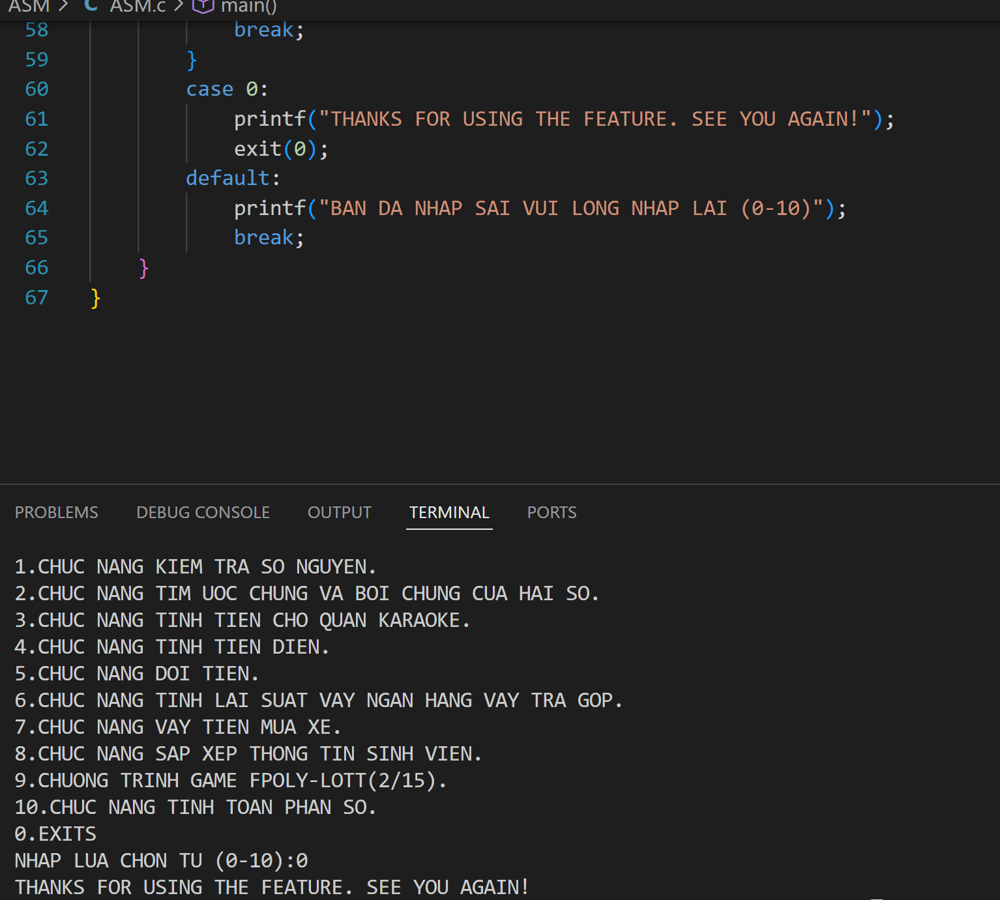 ASM > C ASM.c > main()
58 break;
59 }
60 case 0:
61 printf("THANKS FOR USING THE FEATURE. SEE YOU AGAIN!");
62 exit(0);
63 default:
64 printf("BAN DA NHAP SAI VUI LONG NHAP LAI (0-10)");
65 break;
66 }
67 }
PROBLEMS DEBUG CONSOLE OUTPUT TERMINAL PORTS
1.CHUC NANG KIEM TRA SO NGUYEN.
2.CHUC NANG TIM UOC CHUNG VA BOI CHUNG CUA HAI SO.
3.CHUC NANG TINH TIEN CHO QUAN KARAOKE.
4.CHUC NANG TINH TIEN DIEN.
5.CHUC NANG DOI TIEN.
6.CHUC NANG TINH LAI SUAT VAY NGAN HANG VAY TRA GOP.
7.CHUC NANG VAY TIEN MUA XE.
8.CHUC NANG SAP XEP THONG TIN SINH VIEN.
9.CHUONG TRINH GAME FPOLY-LOTT(2/15).
10.CHUC NANG TINH TOAN PHAN SO.
0.EXITS
NHAP LUA CHON TU (0-10):0
THANKS FOR USING THE FEATURE. SEE YOU AGAIN!